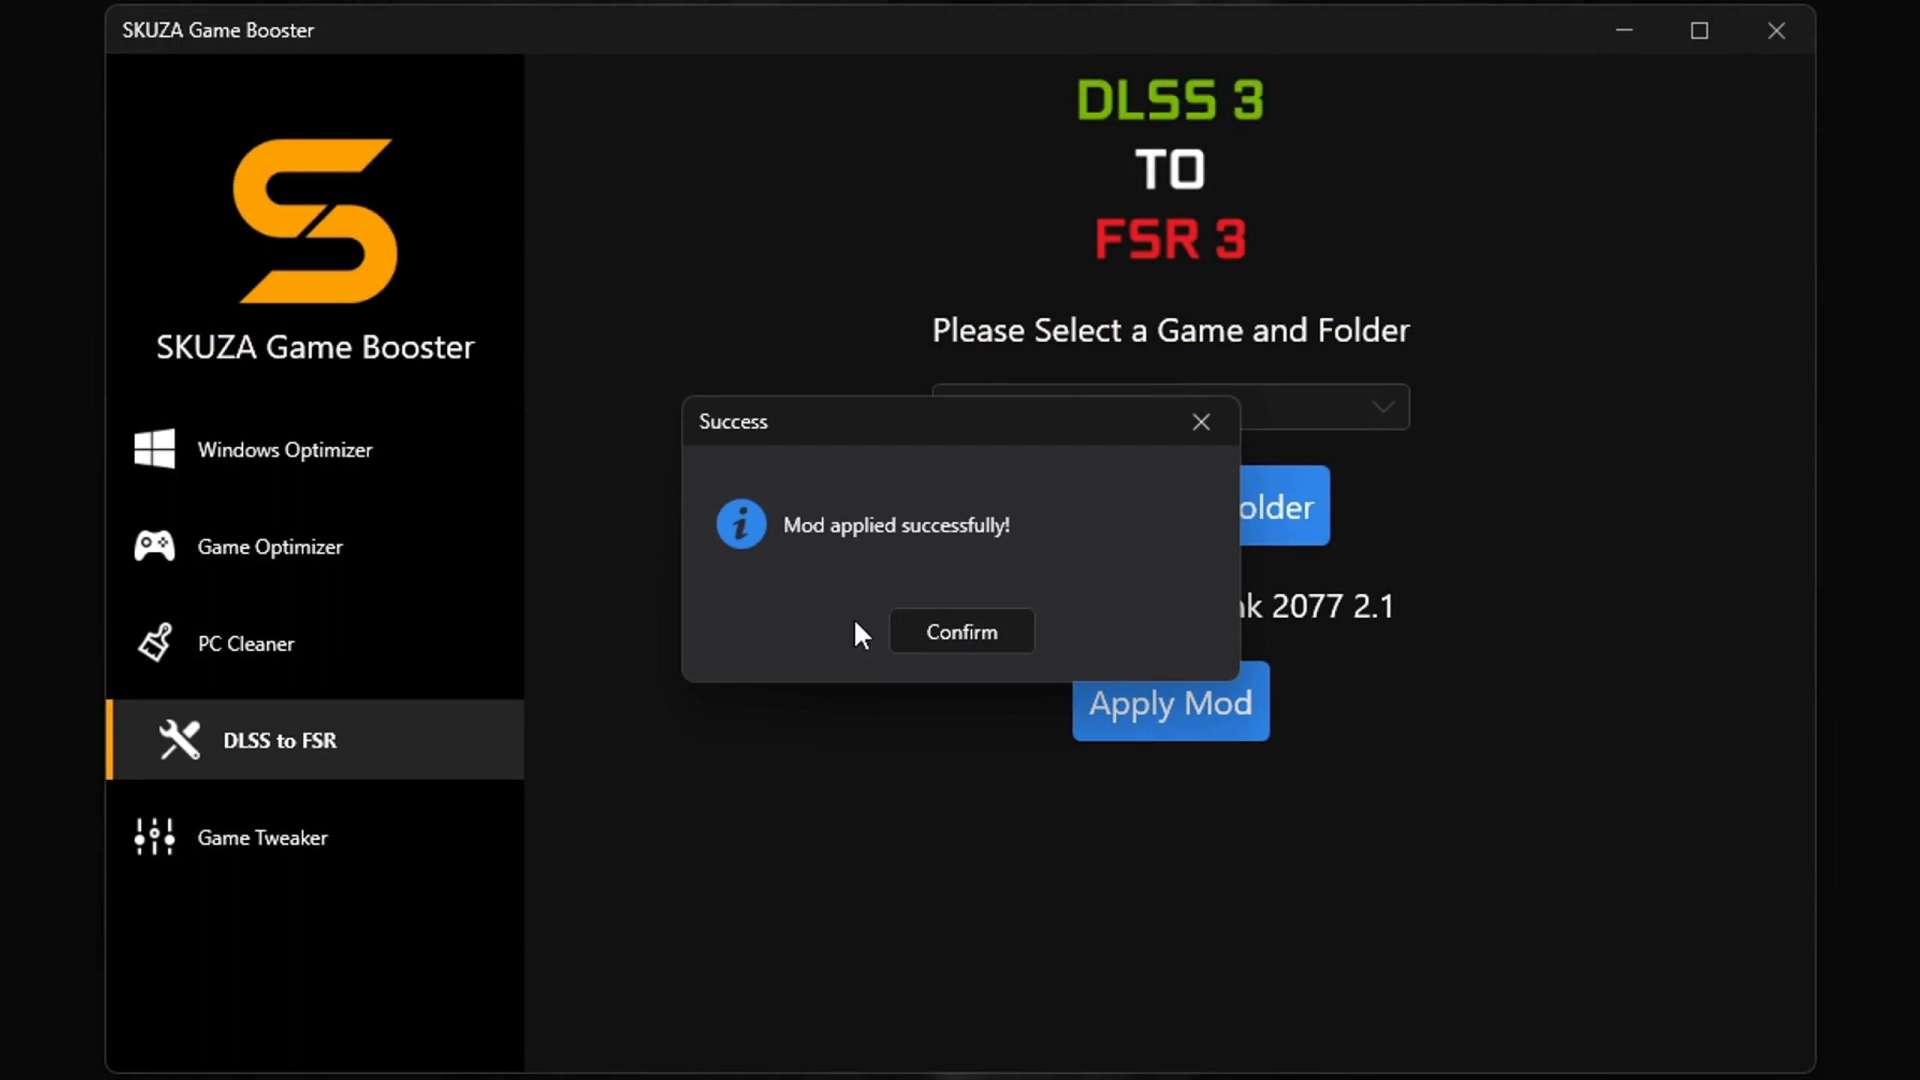 SKUZA Game Booster
DLSS 3
TO
FSR 3
SKUZA Game Booster
Please Select a Game and Folder
Windows Optimizer
Game Optimizer
PC Cleaner
DLSS to FSR
Game Tweaker
Success
Mod applied successfully!
Confirm
2077 2.1
Apply Mod